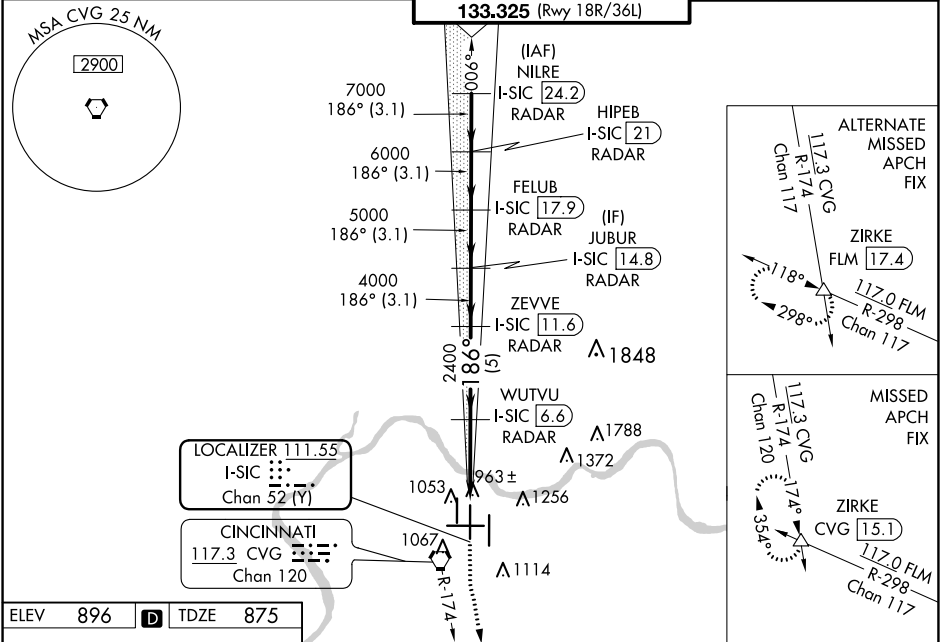 133.325 (Rwy 18R/36L)
MSA CVG 25 NM
2900
006°
(IAF)
NILRE
I-SIC 24.2
RADAR
7000
186° (3.1)
HIPEB
I-SIC 21
RADAR
6000
186° (3.1)
FELUB
I-SIC 17.9
RADAR
5000
186° (3.1)
(IF)
JUBUR
I-SIC 14.8
RADAR
4000
186° (3.1)
ZEVVE
I-SIC 11.6
RADAR
2400
186°
(5)
1848
WUTVU
I-SIC 6.6
RADAR
1788
1372
963±
1053
1256
1067
1114
R-174
LOCALIZER 111.55
I-SIC
Chan 52 (Y)
CINCINNATI
117.3 CVG
Chan 120
ELEV 896 D TDZE 875
ALTERNATE
MISSED
APCH
FIX
117.3 CVG
R-174
Chan 117
ZIRKE
FLM 17.4
118°
298°
117.0 FLM
R-298
Chan 117
MISSED
APCH
FIX
117.3 CVG
R-174
Chan 120
174°
354°
ZIRKE
CVG 15.1
117.0 FLM
R-298
Chan 117